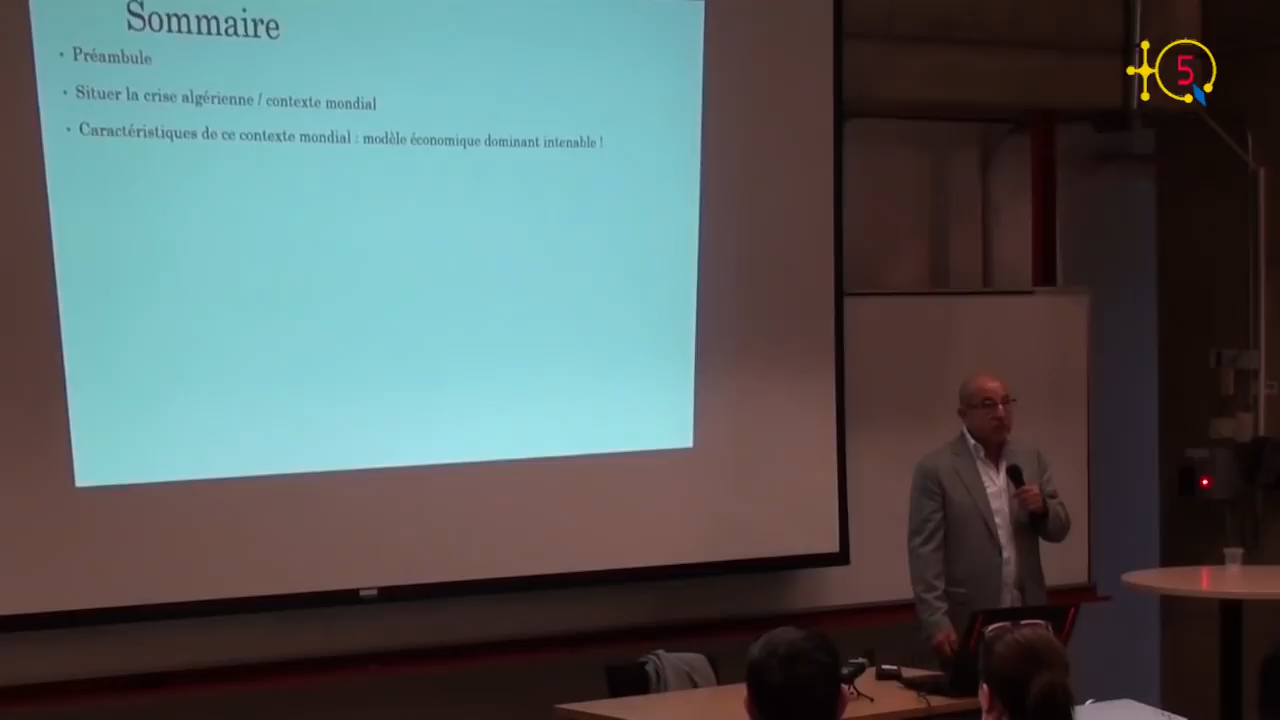 Sommaire
• Préambule
• Situer la crise algérienne / contexte mondial
• Caractéristiques de ce contexte mondial : modèle économique dominant intenable !
5